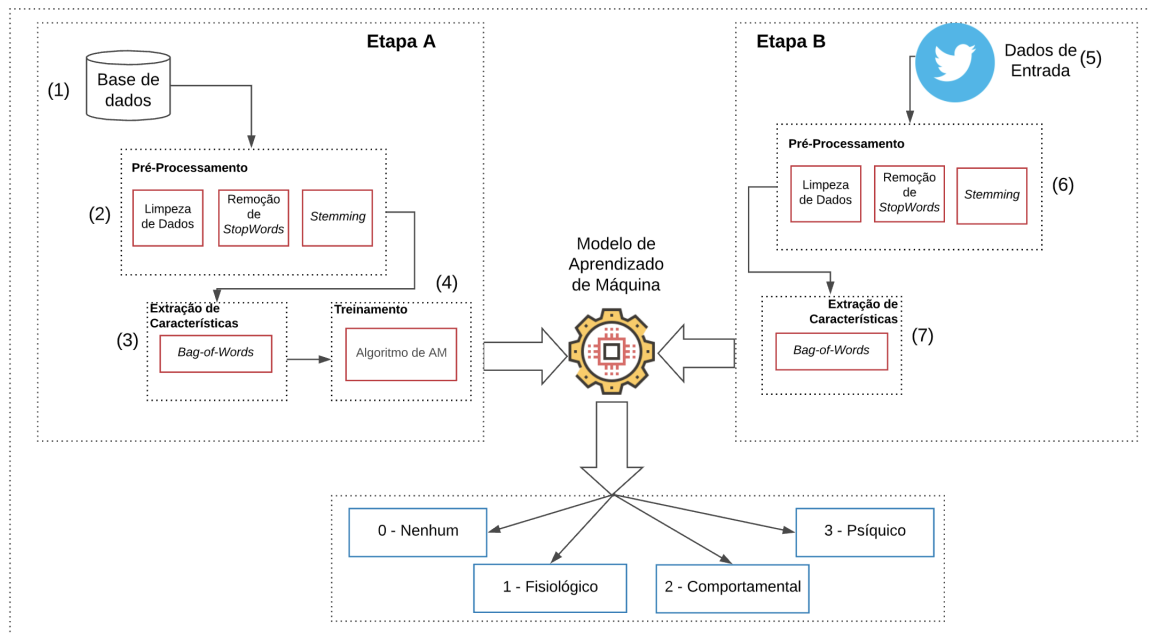 Etapa A
(1)
Base de
dados
Pré-Processamento
(2)
Limpeza
de Dados
Remoção
de
StopWords
Stemming
(3)
Extração de
Características
Bag-of-Words
(4)
Treinamento
Algoritmo de AM
Modelo de
Aprendizado
de Máquina
Etapa B
Dados de
Entrada
(5)
Pré-Processamento
Limpeza
de Dados
Remoção
de
StopWords
Stemming
(6)
Extração de
Características
Bag-of-Words
(7)
0 - Nenhum
1 - Fisiológico
2 - Comportamental
3 - Psíquico